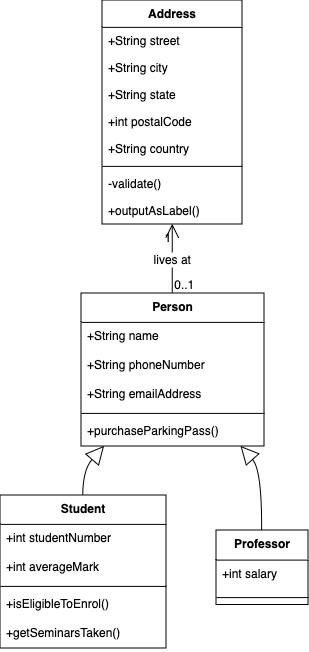 Address
+String street
+String city
+String state
+int postalCode
+String country
-validate()
+outputAsLabel()
1
lives at
0..1
Person
+String name
+String phoneNumber
+String emailAddress
+purchaseParkingPass()
Student
+int studentNumber
+int averageMark
+isEligibleToEnrol()
+getSeminarsTaken()
Professor
+int salary